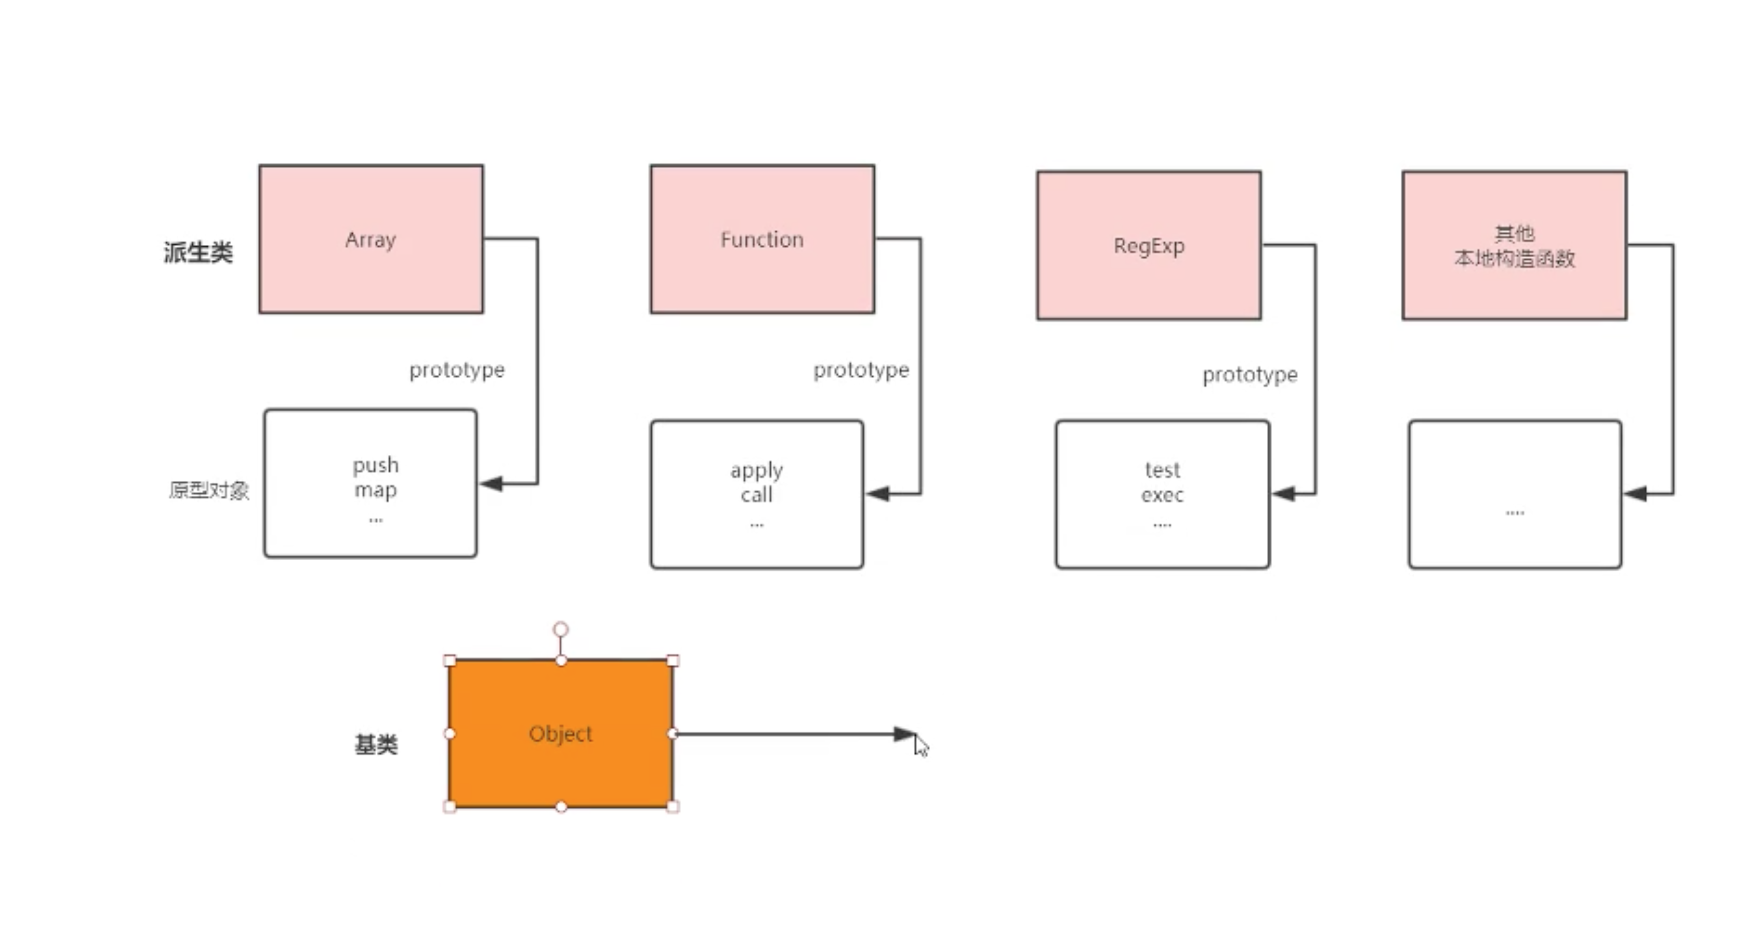 派生类
Array
Function
RegExp
其他
本地构造函数
prototype
prototype
prototype
原型对象
push
map
...
apply
call
...
test
exec
....
....
基类
Object